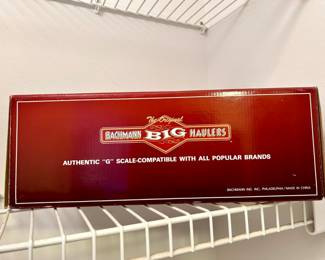 The Original
BACHMANN BIG HAULERS
AUTHENTIC "G" SCALE-COMPATIBLE WITH ALL POPULAR BRANDS
BACHMANN IND. INC. PHILADELPHIA / MADE IN CHINA